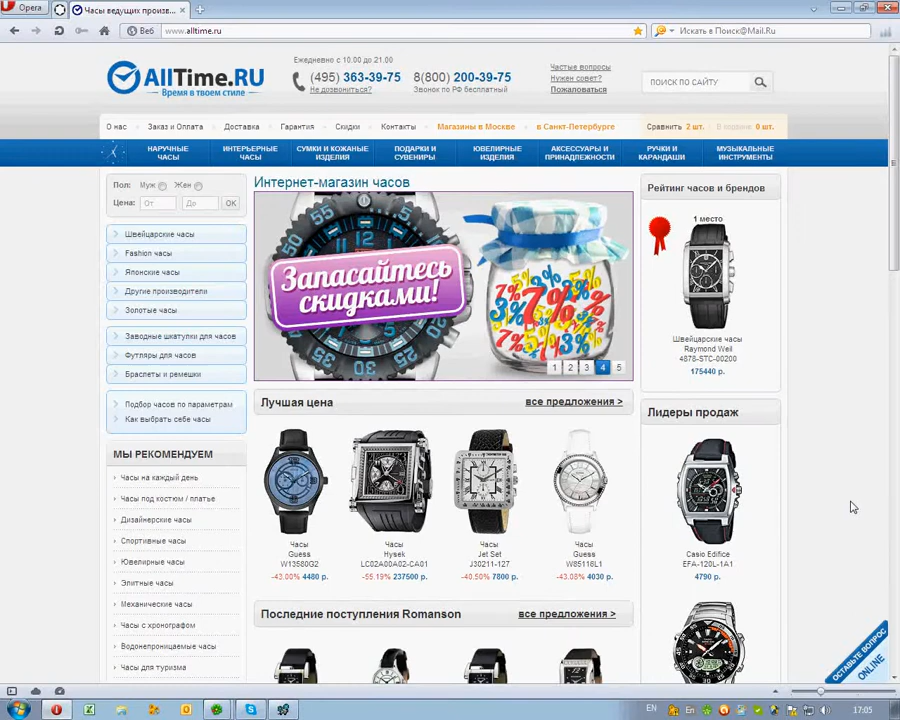 Opera
Часы ведущих произв...
Веб
www.alltime.ru
Искать в Поиск@Mail.Ru
AllTime.RU
Время в твоем стиле
Ежедневно с 10.00 до 21.00
(495) 363-39-75
8(800) 200-39-75
Не дозвониться?
Звонок по РФ бесплатный
Частые вопросы
Нужен совет?
Пожаловаться
ПОИСК ПО САЙТУ
О нас
Заказ и Оплата
Доставка
Гарантия
Скидки
Контакты
Магазины в Москве
в Санкт-Петербурге
Сравнить 2 шт.
В корзине 0 шт.
НАРУЧНЫЕ ЧАСЫ
ИНТЕРЬЕРНЫЕ ЧАСЫ
СУМКИ И КОЖАНЫЕ ИЗДЕЛИЯ
ПОДАРКИ И СУВЕНИРЫ
ЮВЕЛИРНЫЕ ИЗДЕЛИЯ
АКСЕССУАРЫ И ПРИНАДЛЕЖНОСТИ
РУЧКИ И КАРАНДАШИ
МУЗЫКАЛЬНЫЕ ИНСТРУМЕНТЫ
Пол: Муж Жен
Цена: От До OK
Швейцарские часы
Fashion часы
Японские часы
Другие производители
Золотые часы
Заводные шкатулки для часов
Футляры для часов
Браслеты и ремешки
Подбор часов по параметрам
Как выбрать себе часы
МЫ РЕКОМЕНДУЕМ
Часы на каждый день
Часы под костюм / платье
Дизайнерские часы
Спортивные часы
Ювелирные часы
Элитные часы
Механические часы
Часы с хронографом
Водонепроницаемые часы
Часы для туризма
Интернет-магазин часов
Запасайтесь
скидками!
1 2 3 4 5
Лучшая цена
все предложения >
Часы
Guess
W13580G2
-43.00% 4480 р.
Часы
Hysek
LC02A00A02-CA01
-55.19% 237500 р.
Часы
Jet Set
J30211-127
-40.50% 7800 р.
Часы
Guess
W85118L1
-43.08% 4030 р.
Последние поступления Romanson
все предложения >
Рейтинг часов и брендов
1 место
Швейцарские часы
Raymond Weil
4878-STC-00200
175440 р.
Лидеры продаж
Casio Edifice
EFA-120L-1A1
4790 р.
ОСТАВЬТЕ ВОПРОС
ONLINE
EN
En
17:05